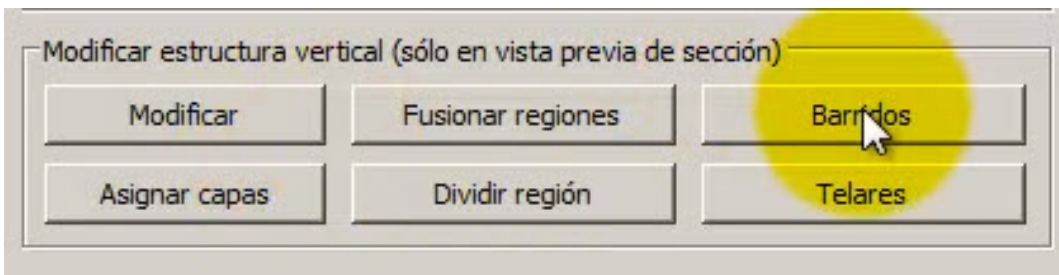 Modificar estructura vertical (sólo en vista previa de sección)
Modificar Fusionar regiones Barridos
Asignar capas Dividir región Telares